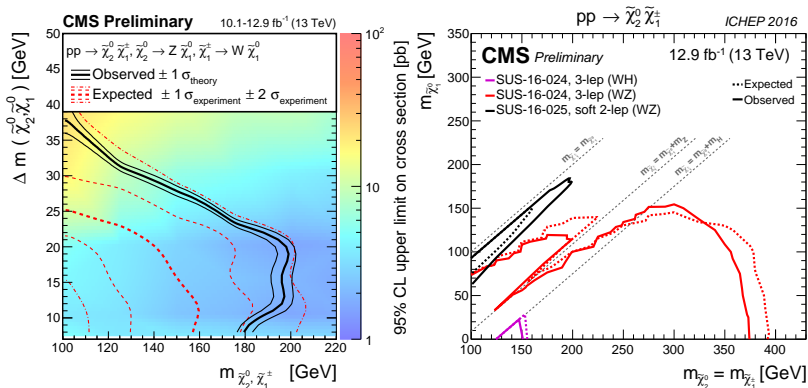 CMS Preliminary 10.1-12.9 fb⁻¹ (13 TeV)
pp → χ̃⁰₂ χ̃±₁, χ̃⁰₂ → Z χ̃⁰₁, χ̃±₁ → W χ̃⁰₁
Observed ± 1 σtheory
Expected ± 1 σexperiment ± 2 σexperiment
Δ m (χ̃⁰₂, χ̃⁰₁) [GeV]
50
45
40
35
30
25
20
15
10
100 120 140 160 180 200 220
m χ̃⁰₂, χ̃₁± [GeV]
10²
10
1
95% CL upper limit on cross section [pb]
pp → χ̃⁰₂ χ̃±₁ ICHEP 2016
CMS Preliminary 12.9 fb⁻¹ (13 TeV)
SUS-16-024, 3-lep (WH)
SUS-16-024, 3-lep (WZ)
SUS-16-025, soft 2-lep (WZ)
Expected
Observed
m χ̃⁰₁ [GeV]
350
300
250
200
150
100
50
0
100 150 200 250 300 350 400
m χ̃⁰₂ = m χ̃±₁ [GeV]